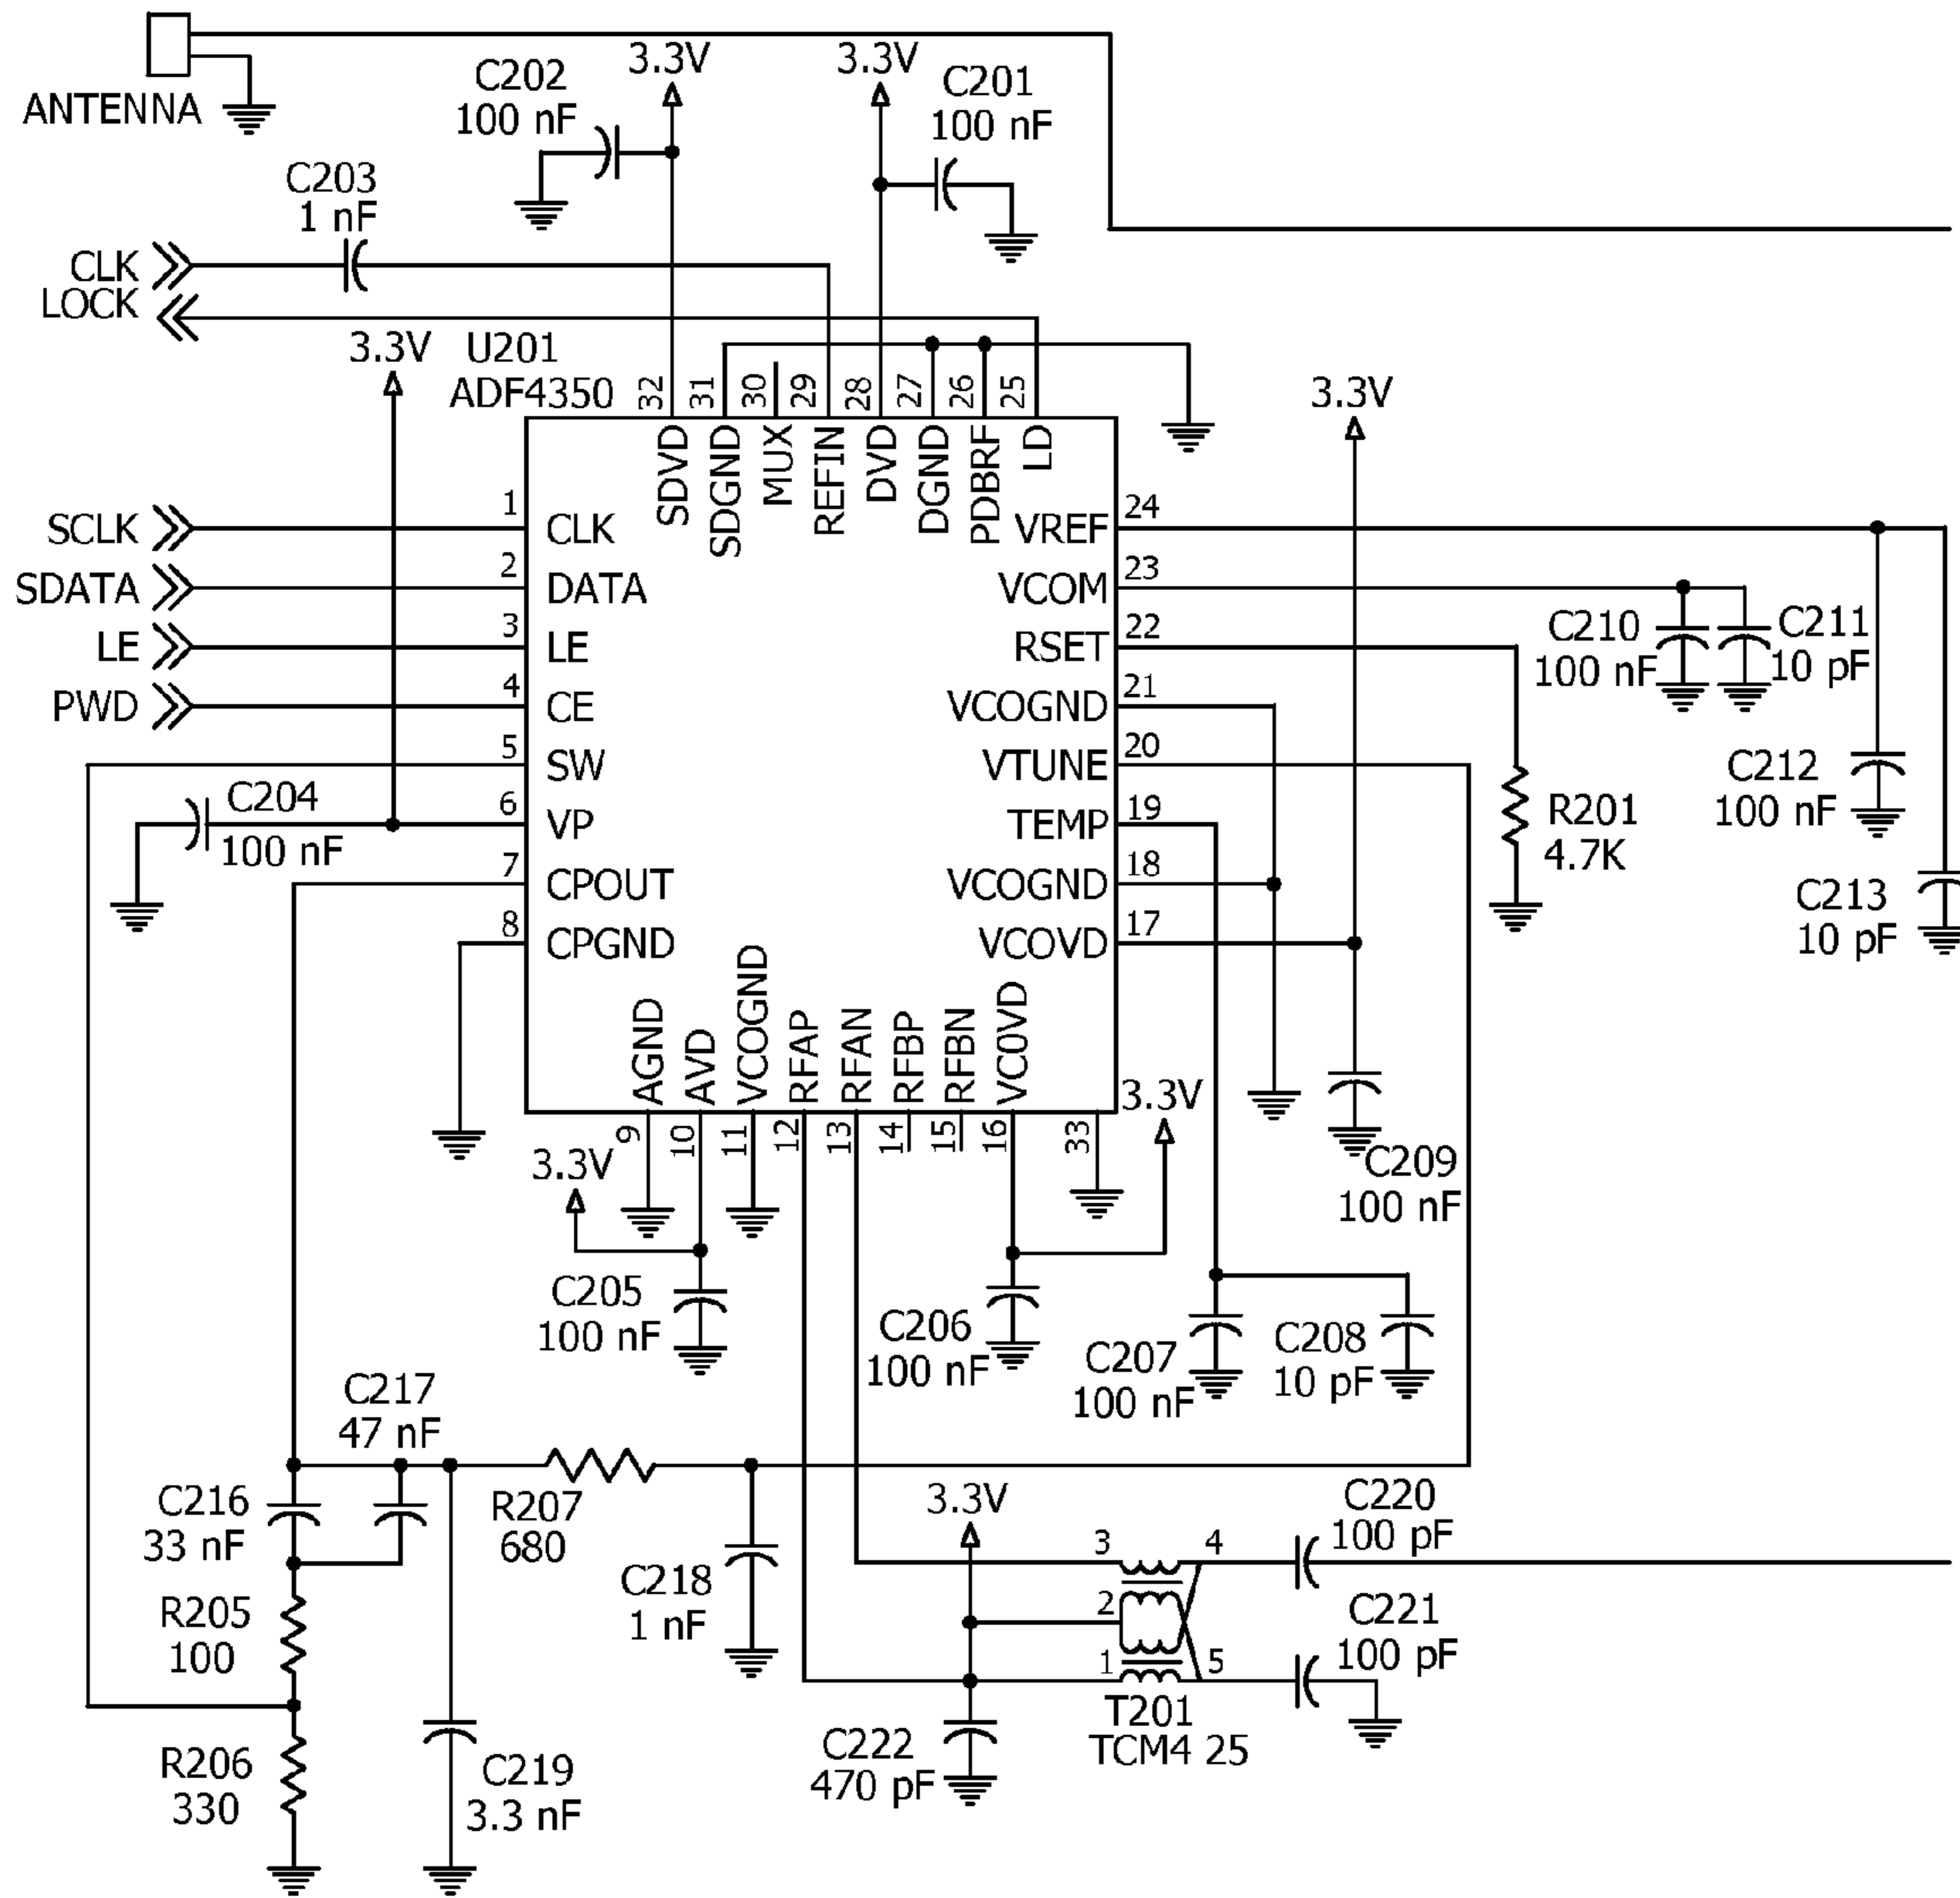 ANTENNA
C202
100 nF
3.3V
3.3V
C201
100 nF
C203
1 nF
CLK
LOCK
3.3V
U201
ADF4350
32
31
30
29
28
27
26
25
SDVD
SDGND
MUX
REFIN
DVD
DGND
PDBRF
LD
3.3V
SCLK
1
CLK
SDATA
2
DATA
LE
3
LE
PWD
4
CE
5
SW
6
VP
7
CPOUT
8
CPGND
C204
100 nF
VREF
24
VCOM
23
RSET
22
VCOGND
21
VTUNE
20
TEMP
19
VCOGND
18
VCOVD
17
C210
100 nF
C211
10 pF
C212
100 nF
R201
4.7K
C213
10 pF
AGND
AVD
VCOGND
RFAP
RFAN
RFBP
RFBN
VC0VD
9
10
11
12
13
14
15
16
33
3.3V
3.3V
C209
100 nF
C205
100 nF
C206
100 nF
C207
100 nF
C208
10 pF
C217
47 nF
C216
33 nF
R207
680
3.3V
C220
100 pF
3
4
2
1
5
C218
1 nF
C221
100 pF
R205
100
T201
TCM4 25
C222
470 pF
R206
330
C219
3.3 nF